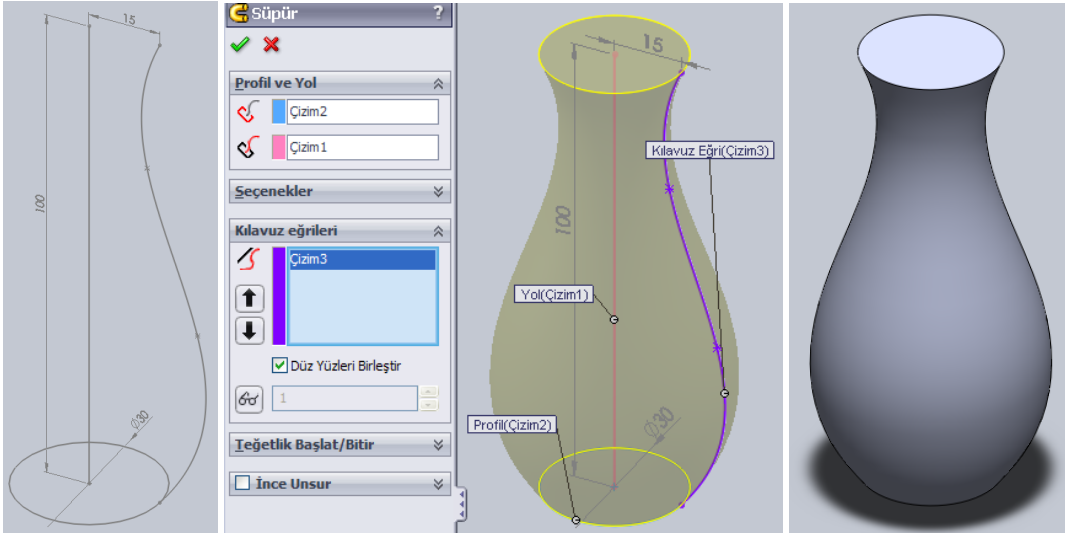 15
100
Ø30
Süpür
?
Profil ve Yol
Çizim2
Çizim1
Seçenekler
Kılavuz eğrileri
Çizim3
Düz Yüzleri Birleştir
1
Teğetlik Başlat/Bitir
İnce Unsur
15
Kılavuz Eğri(Çizim3)
100
Yol(Çizim1)
Ø30
Profil(Çizim2)